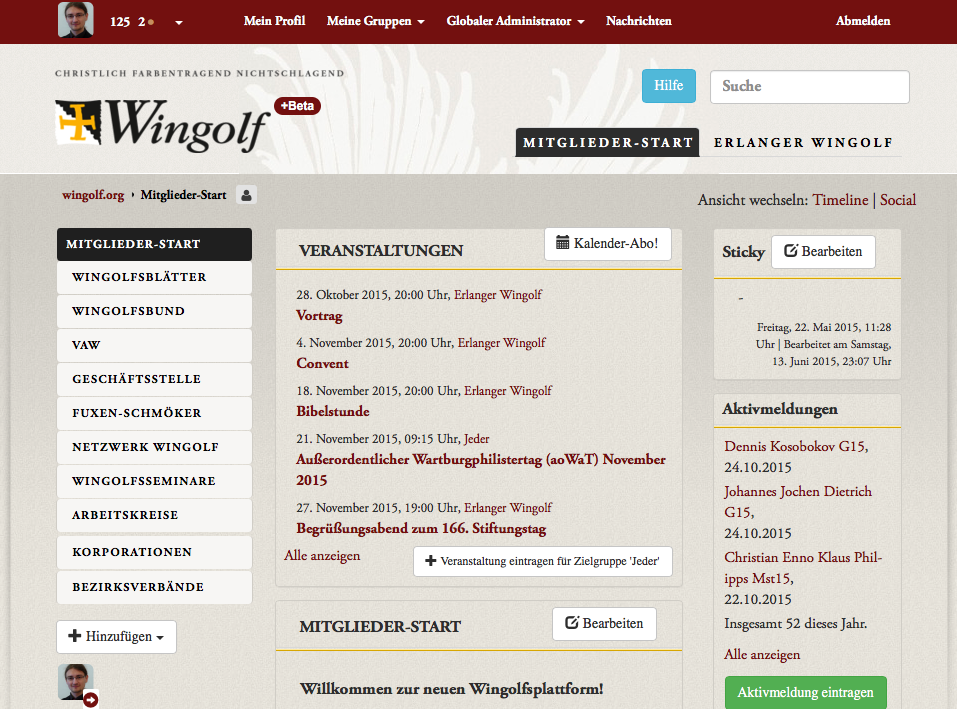 125 2
Mein Profil
Meine Gruppen
Globaler Administrator
Nachrichten
Abmelden
CHRISTLICH FARBENTRAGEND NICHTSCHLAGEND
Wingolf
+Beta
Hilfe
Suche
MITGLIEDER-START
ERLANGER WINGOLF
wingolf.org
Mitglieder-Start
Ansicht wechseln: Timeline | Social
MITGLIEDER-START
WINGOLFSBLÄTTER
WINGOLFSBUND
VAW
GESCHÄFTSSTELLE
FUXEN-SCHMÖKER
NETZWERK WINGOLF
WINGOLFSSEMINARE
ARBEITSKREISE
KORPORATIONEN
BEZIRKSVERBÄNDE
Hinzufügen
VERANSTALTUNGEN
Kalender-Abo!
28. Oktober 2015, 20:00 Uhr, Erlanger Wingolf
Vortrag
4. November 2015, 20:00 Uhr, Erlanger Wingolf
Convent
18. November 2015, 20:00 Uhr, Erlanger Wingolf
Bibelstunde
21. November 2015, 09:15 Uhr, Jeder
Außerordentlicher Wartburgphilistertag (aoWaT) November
2015
27. November 2015, 19:00 Uhr, Erlanger Wingolf
Begrüßungsabend zum 166. Stiftungstag
Alle anzeigen
Veranstaltung eintragen für Zielgruppe 'Jeder'
MITGLIEDER-START
Bearbeiten
Willkommen zur neuen Wingolfsplattform!
Sticky
Bearbeiten
-
Freitag, 22. Mai 2015, 11:28
Uhr | Bearbeitet am Samstag,
13. Juni 2015, 23:07 Uhr
Aktivmeldungen
Dennis Kosobokov G15,
24.10.2015
Johannes Jochen Dietrich
G15,
24.10.2015
Christian Enno Klaus Phil-
ipps Mst15,
22.10.2015
Insgesamt 52 dieses Jahr.
Alle anzeigen
Aktivmeldung eintragen